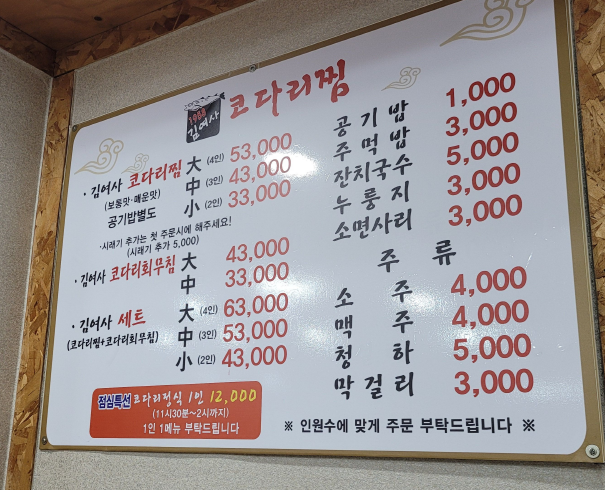 1963 김여사 코다리찜
· 김여사 코다리찜 大 (4인) 53,000
(보통맛·매운맛) 中 (3인) 43,000
공기밥별도 小 (2인) 33,000
·시래기 추가는 첫 주문시에 해주세요!
(시래기 추가 5,000)
· 김여사 코다리회무침 大 43,000
中 33,000
· 김여사 세트 大 (4인) 63,000
(코다리찜+코다리회무침) 中 (3인) 53,000
小 (2인) 43,000
점심특선 코다리정식 1인 12,000
(11시30분~2시까지)
1인 1메뉴 부탁드립니다
공기밥 1,000
주먹밥 3,000
잔치국수 5,000
누룽지 3,000
소면사리 3,000
주류
소주 4,000
맥주 4,000
청하 5,000
막걸리 3,000
※ 인원수에 맞게 주문 부탁드립니다 ※